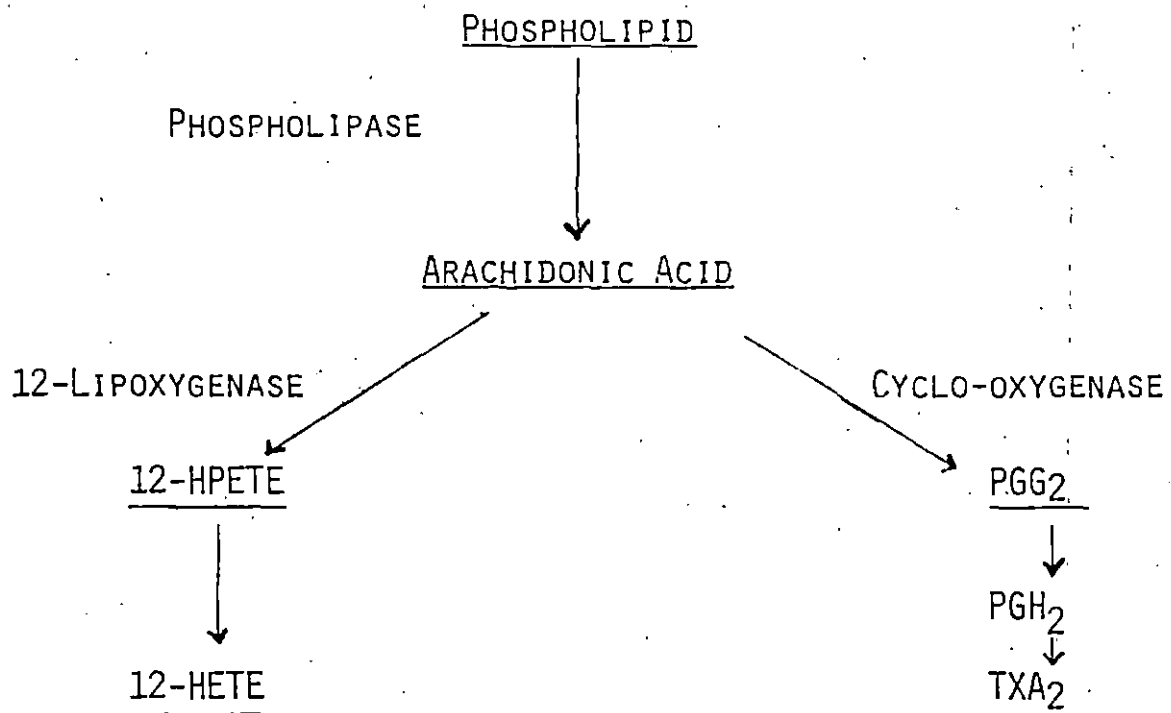 PHOSPHOLIPID
PHOSPHOLIPASE
ARACHIDONIC ACID
12-LIPOXYGENASE
CYCLO-OXYGENASE
12-HPETE
PGG2
PGH2
12-HETE
TXA2